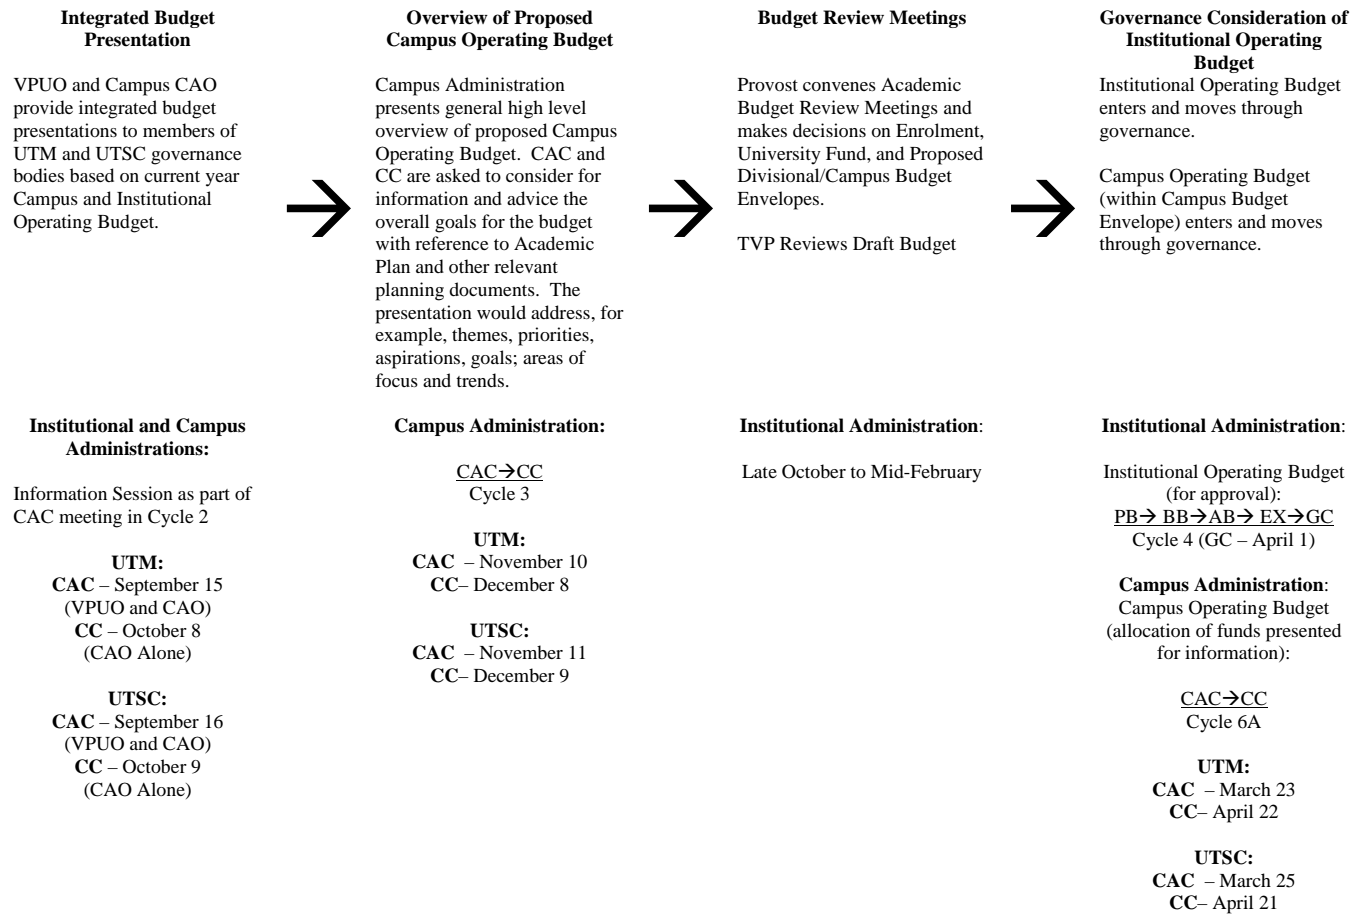 Integrated Budget
Presentation
VPUO and Campus CAO
provide integrated budget
presentations to members of
UTM and UTSC governance
bodies based on current year
Campus and Institutional
Operating Budget.
Overview of Proposed
Campus Operating Budget
Campus Administration
presents general high level
overview of proposed Campus
Operating Budget.  CAC and
CC are asked to consider for
information and advice the
overall goals for the budget
with reference to Academic
Plan and other relevant
planning documents.  The
presentation would address, for
example, themes, priorities,
aspirations, goals; areas of
focus and trends.
Budget Review Meetings
Provost convenes Academic
Budget Review Meetings and
makes decisions on Enrolment,
University Fund, and Proposed
Divisional/Campus Budget
Envelopes.
TVP Reviews Draft Budget
Governance Consideration of
Institutional Operating
Budget
Institutional Operating Budget
enters and moves through
governance.
Campus Operating Budget
(within Campus Budget
Envelope) enters and moves
through governance.
Institutional and Campus
Administrations:
Information Session as part of
CAC meeting in Cycle 2
UTM:
CAC – September 15
(VPUO and CAO)
CC – October 8
(CAO Alone)
UTSC:
CAC – September 16
(VPUO and CAO)
CC – October 9
(CAO Alone)
Campus Administration:
CAC→CC
Cycle 3
UTM:
CAC  – November 10
CC– December 8
UTSC:
CAC  – November 11
CC– December 9
Institutional Administration:
Late October to Mid-February
Institutional Administration:
Institutional Operating Budget
(for approval):
PB→ BB→AB→ EX→GC
Cycle 4 (GC – April 1)
Campus Administration:
Campus Operating Budget
(allocation of funds presented
for information):
CAC→CC
Cycle 6A
UTM:
CAC  – March 23
CC– April 22
UTSC:
CAC  – March 25
CC– April 21